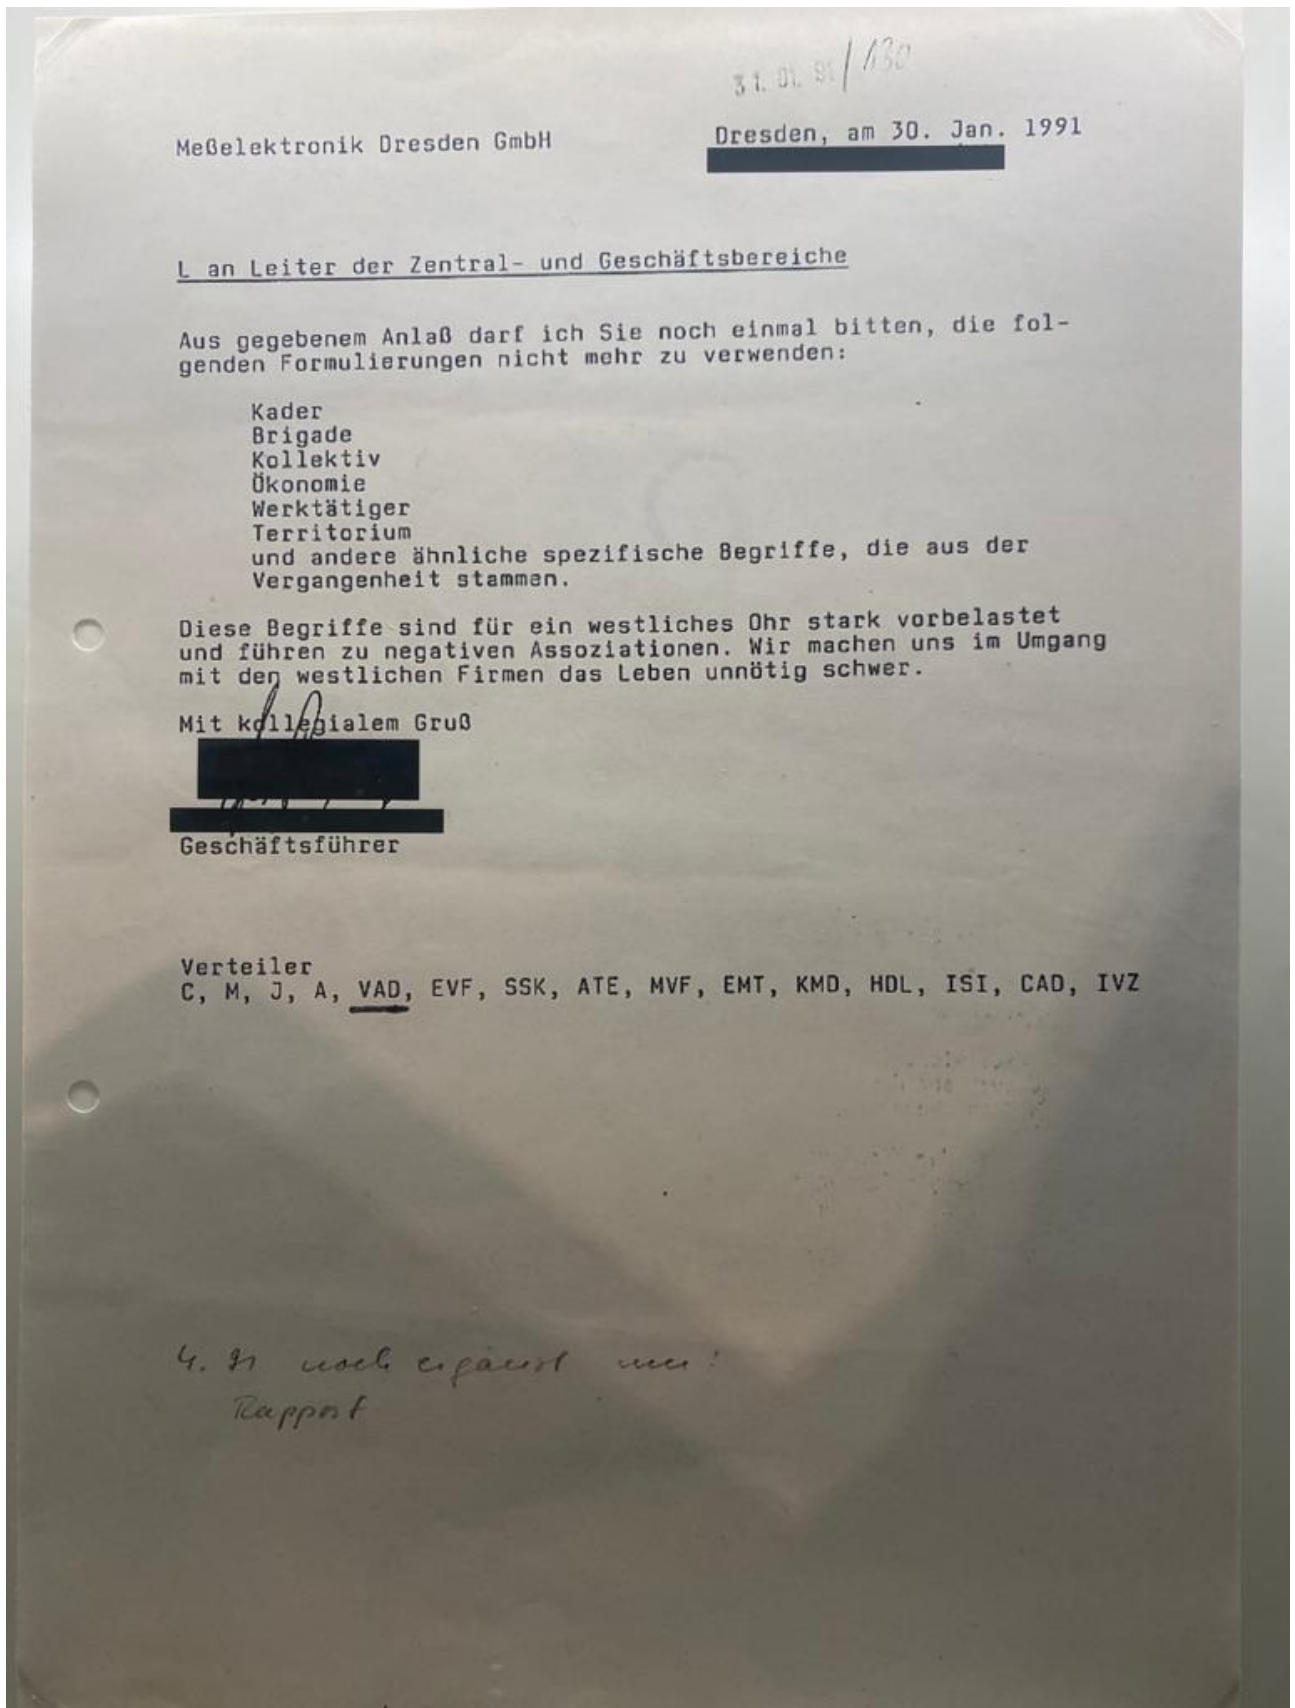 31. 01. 91 / 130
Meßelektronik Dresden GmbH
Dresden, am 30. Jan. 1991
L an Leiter der Zentral- und Geschäftsbereiche
Aus gegebenem Anlaß darf ich Sie noch einmal bitten, die fol-
genden Formulierungen nicht mehr zu verwenden:
Kader
Brigade
Kollektiv
Ökonomie
Werktätiger
Territorium
und andere ähnliche spezifische Begriffe, die aus der
Vergangenheit stammen.
Diese Begriffe sind für ein westliches Ohr stark vorbelastet
und führen zu negativen Assoziationen. Wir machen uns im Umgang
mit den westlichen Firmen das Leben unnötig schwer.
Mit kollegialem Gruß
Geschäftsführer
Verteiler
C, M, J, A, VAD, EVF, SSK, ATE, MVF, EMT, KMD, HDL, ISI, CAD, IVZ
noch ergänzt
Rapport